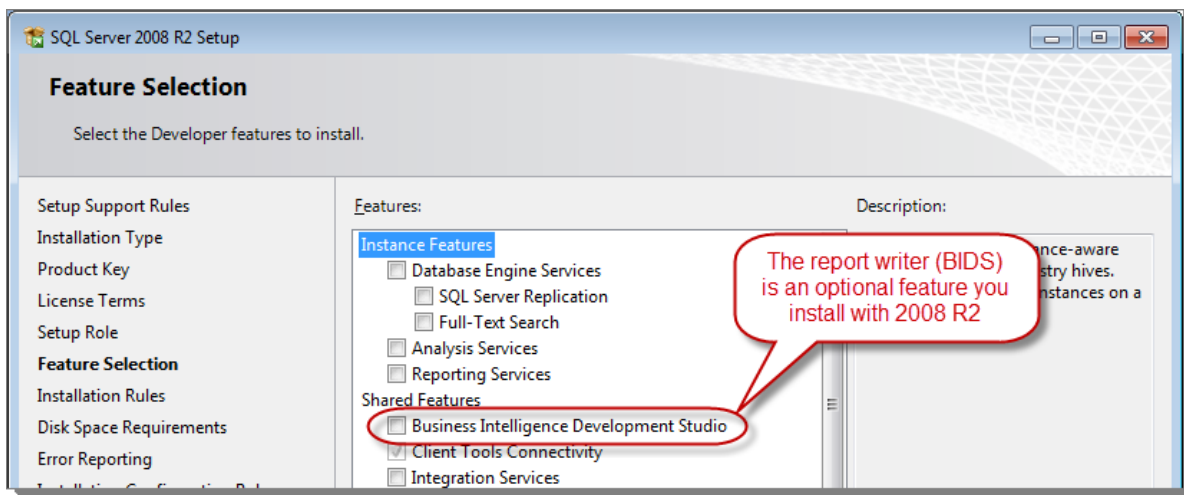 SQL Server 2008 R2 Setup
Feature Selection
Select the Developer features to install.
Setup Support Rules
Installation Type
Product Key
License Terms
Setup Role
Feature Selection
Installation Rules
Disk Space Requirements
Error Reporting
Features:
Instance Features
Database Engine Services
SQL Server Replication
Full-Text Search
Analysis Services
Reporting Services
Shared Features
Business Intelligence Development Studio
Client Tools Connectivity
Integration Services
The report writer (BIDS)
is an optional feature you
install with 2008 R2
Description:
hives.
on a